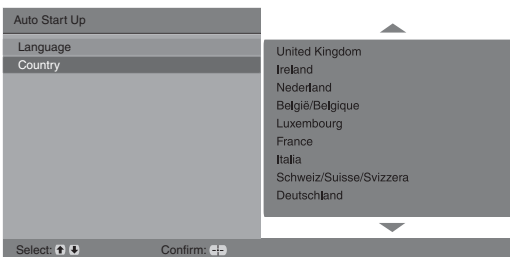 Auto Start Up
Language
Country
United Kingdom
Ireland
Nederland
België/Belgique
Luxembourg
France
Italia
Schweiz/Suisse/Svizzera
Deutschland
Select: Confirm: